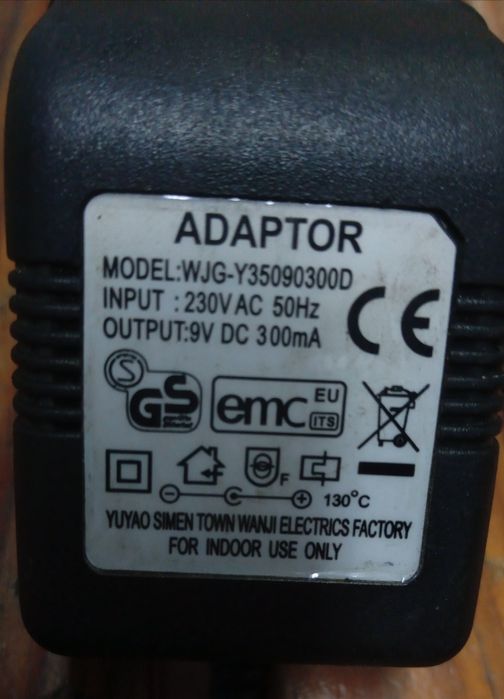 ADAPTOR
MODEL:WJG-Y35090300D
INPUT : 230V AC 50Hz
OUTPUT:9V DC 300mA
CE
S
GS
emc EU ITS
F
130°C
YUYAO SIMEN TOWN WANJI ELECTRICS FACTORY
FOR INDOOR USE ONLY